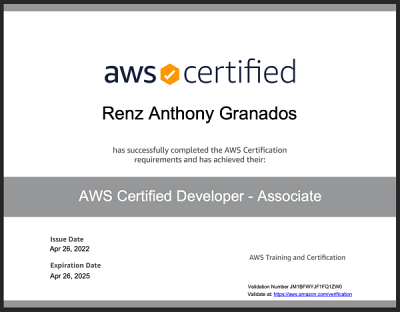 aws certified
Renz Anthony Granados
has successfully completed the AWS Certification
requirements and has achieved their:
AWS Certified Developer - Associate
Issue Date
Apr 26, 2022
Expiration Date
Apr 26, 2025
AWS Training and Certification
Validation Number JM1BFWYJF1FQ1ZW0
Validate at: https://aws.amazon.com/verification